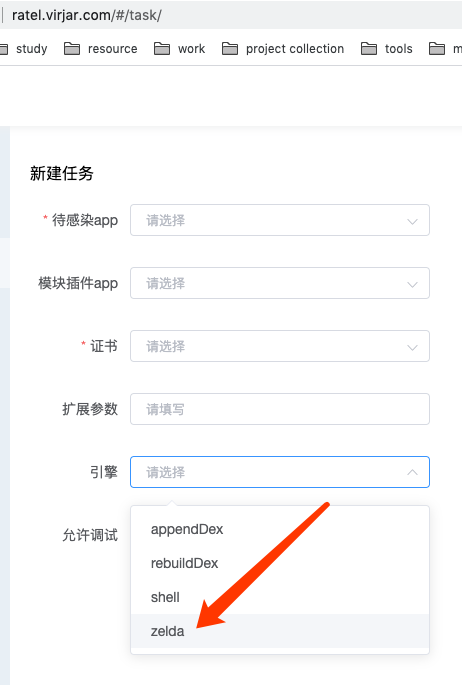 ratel.virjar.com/#/task/
study resource work project collection tools m
新建任务
* 待感染app 请选择
模块插件app 请选择
* 证书 请选择
扩展参数 请填写
引擎 请选择
允许调试
appendDex
rebuildDex
shell
zelda